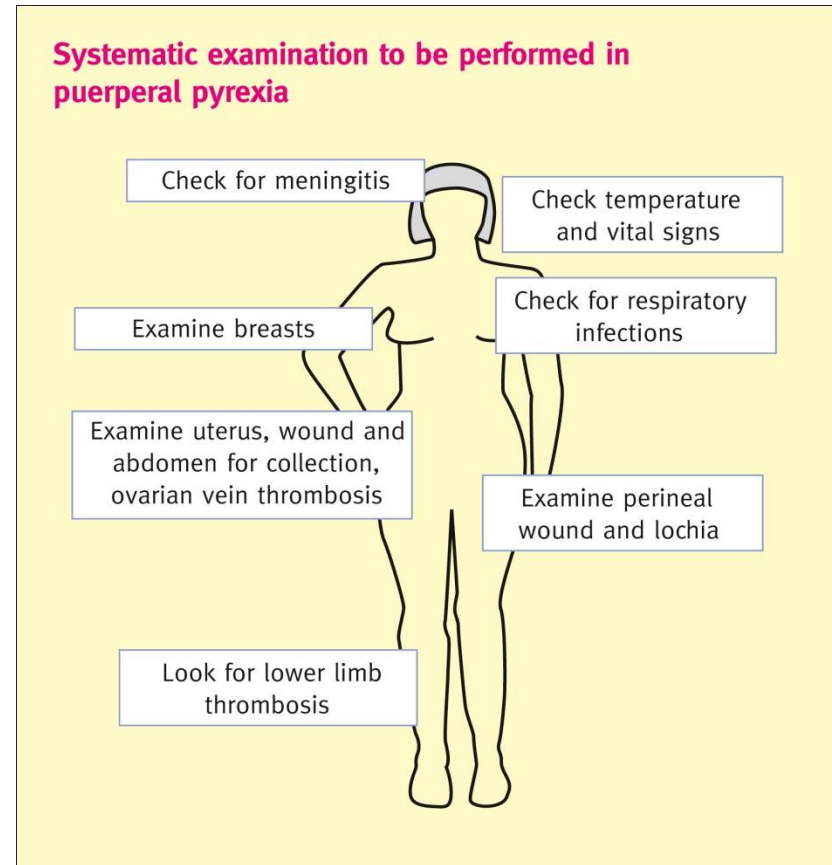 Systematic examination to be performed in
puerperal pyrexia
Check for meningitis
Check temperature
and vital signs
Examine breasts
Check for respiratory
infections
Examine uterus, wound and
abdomen for collection,
ovarian vein thrombosis
Examine perineal
wound and lochia
Look for lower limb
thrombosis